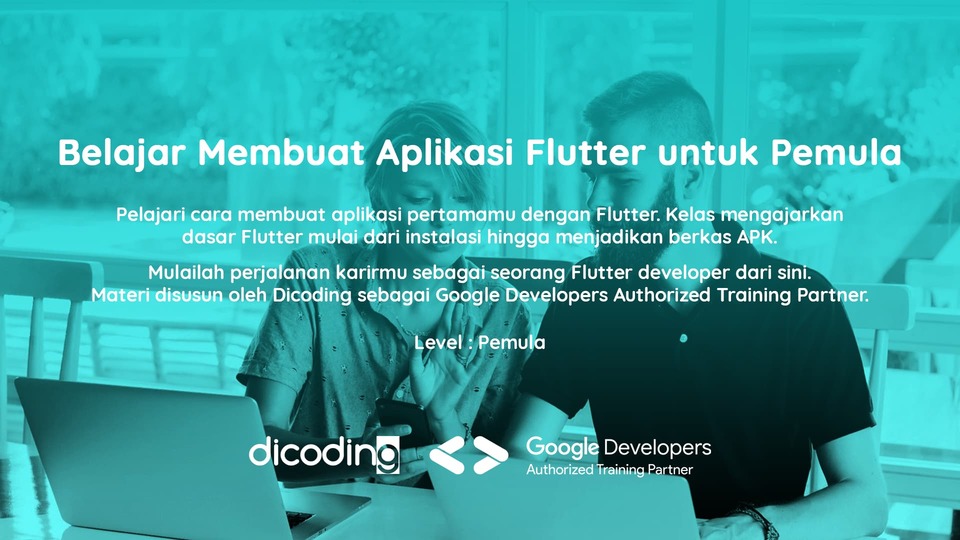 Belajar Membuat Aplikasi Flutter untuk Pemula
Pelajari cara membuat aplikasi pertamamu dengan Flutter. Kelas mengajarkan
dasar Flutter mulai dari instalasi hingga menjadikan berkas APK.
Mulailah perjalanan karirmu sebagai seorang Flutter developer dari sini.
Materi disusun oleh Dicoding sebagai Google Developers Authorized Training Partner.
Level : Pemula
dicoding
Google Developers
Authorized Training Partner